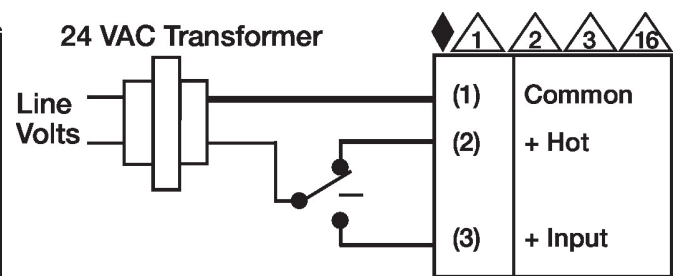 24 VAC Transformer
1 2 3 16
Line
Volts
(1) Common
(2) + Hot
(3) + Input